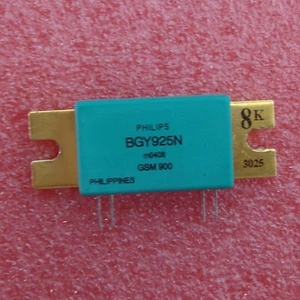 PHILIPS
BGY925N
m0408
GSM 900
PHILIPPINES
8K
3025